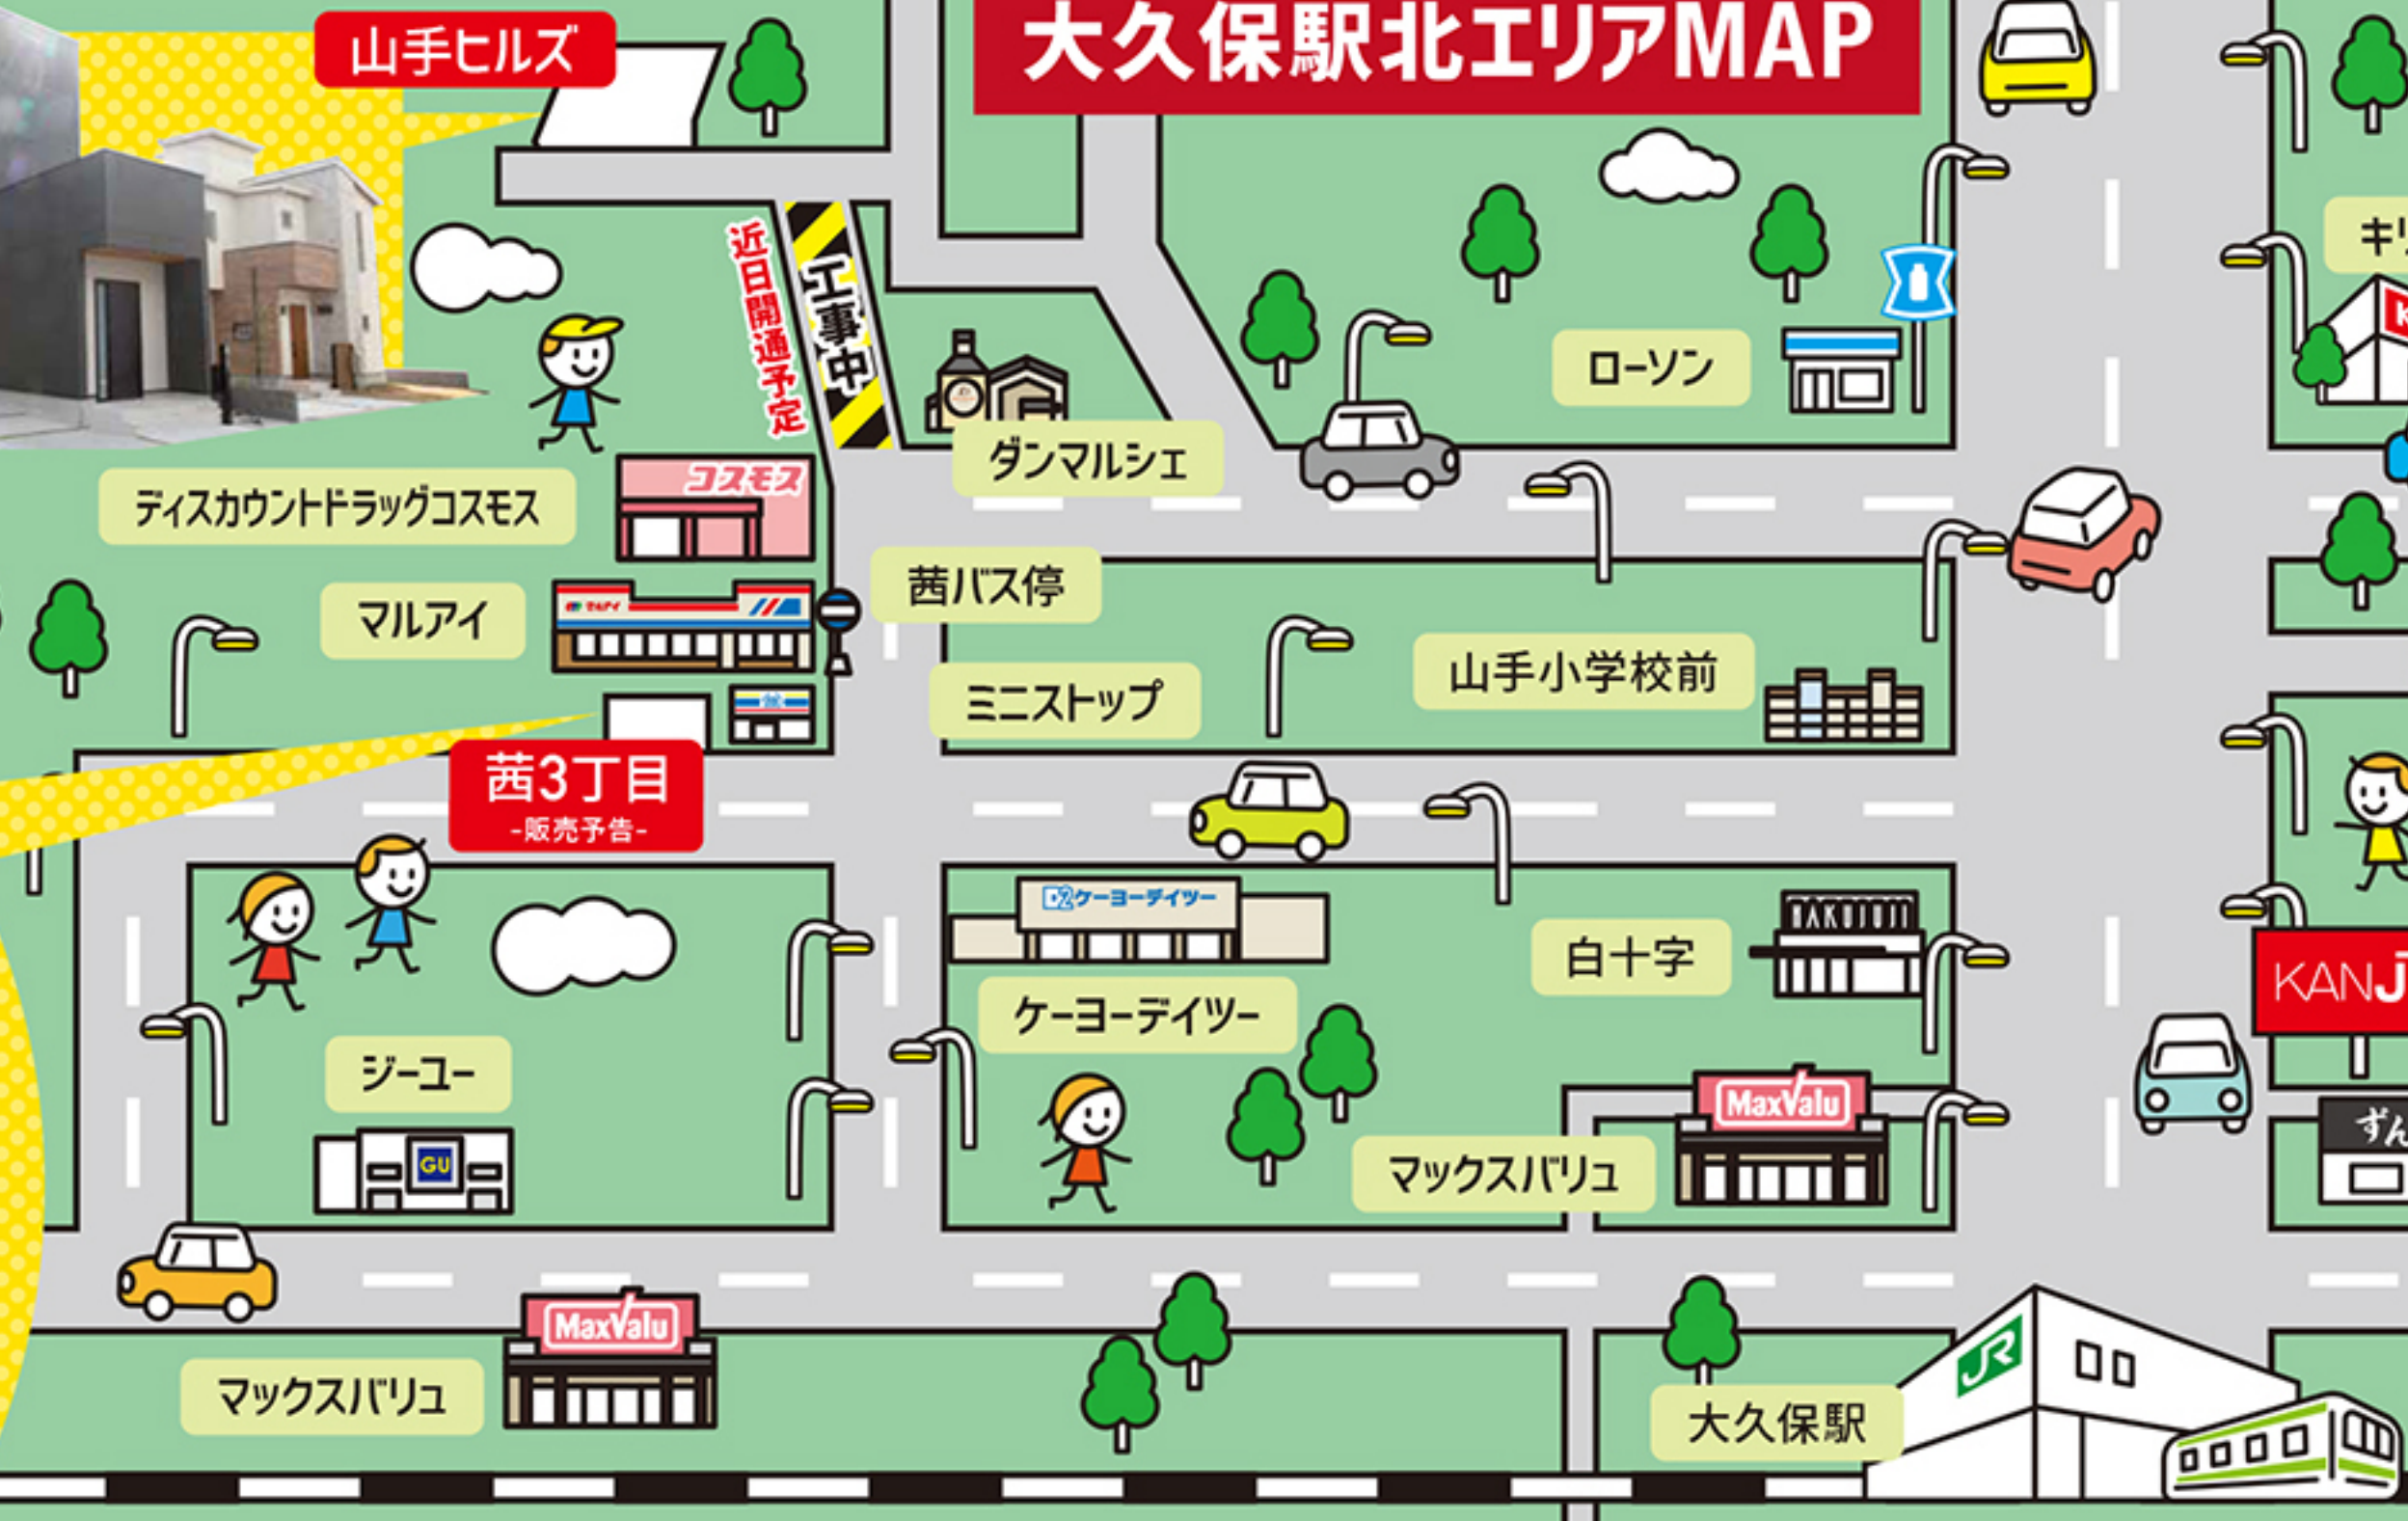 山手ヒルズ
大久保駅北エリアMAP
近日開通予定
工事中
ローソン
ダンマルシェ
ディスカウントドラッグコスモス
コスモス
茜バス停
マルアイ
マルアイ
ミニストップ
山手小学校前
茜3丁目
-販売予告-
D2ケーヨーデイツー
ケーヨーデイツー
白十字
HAKUJUJI
KANJ
ジーユー
GU
MaxValu
マックスバリュ
ずん
MaxValu
マックスバリュ
JR
大久保駅